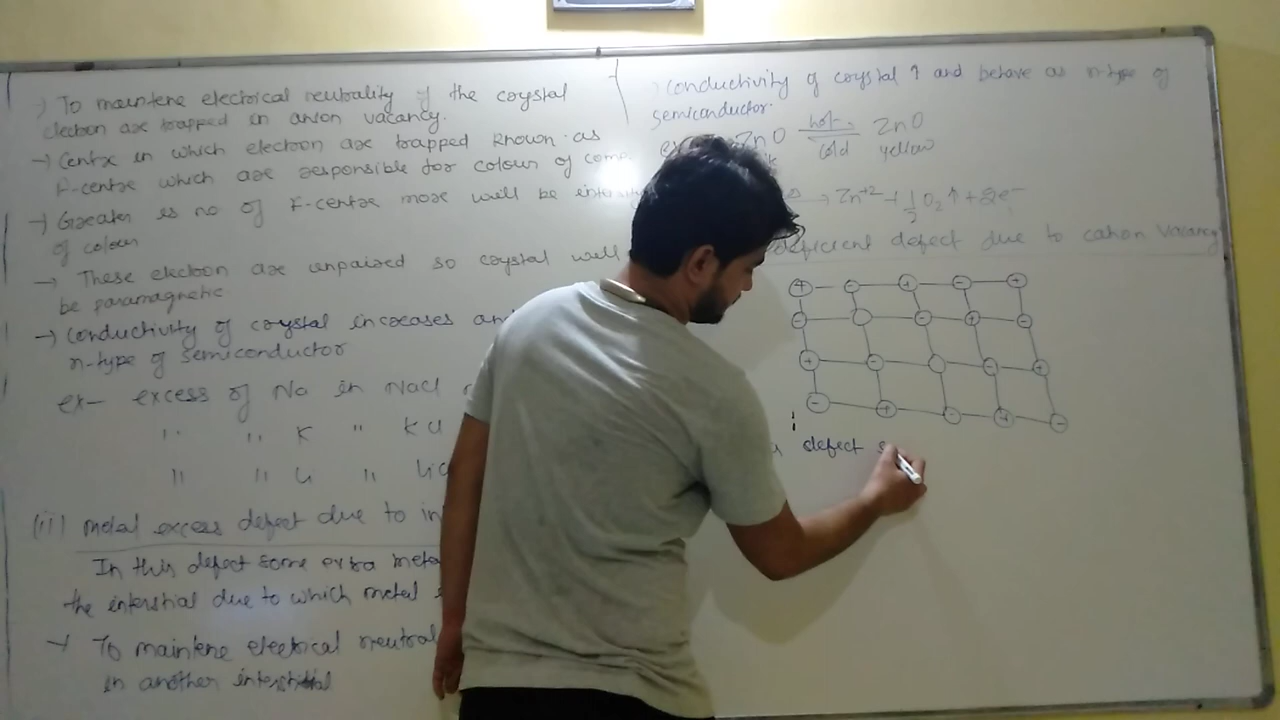 To maintene electrical neutrality of the crystal
electron are trapped in anion vacancy.
→ Centre in which electron are trapped known as
F-centre which are responsible for colour of comp
→ Greater is no of F-centre more will be intensity
of colour
→ These electron are unpaired so crystal will
be paramagnetic
→ Conductivity of crystal increases an
n-type of semiconductor
ex- excess of Na in NaCl
" " K " KCl
" " Li " LiC
(ii) metal excess defect due to in
In this defect some extra meta
the interstial due to which metal
To maintene electrical neutral
in another interstitial
Conductivity of crystal ↑ and behave as n-type of
semiconductor.
ex ZnO hot cold ZnO
yellow
→ Zn+2 + 1/2 O2 ↑ + 2e-
deficient defect due to cation vacancy
defect s